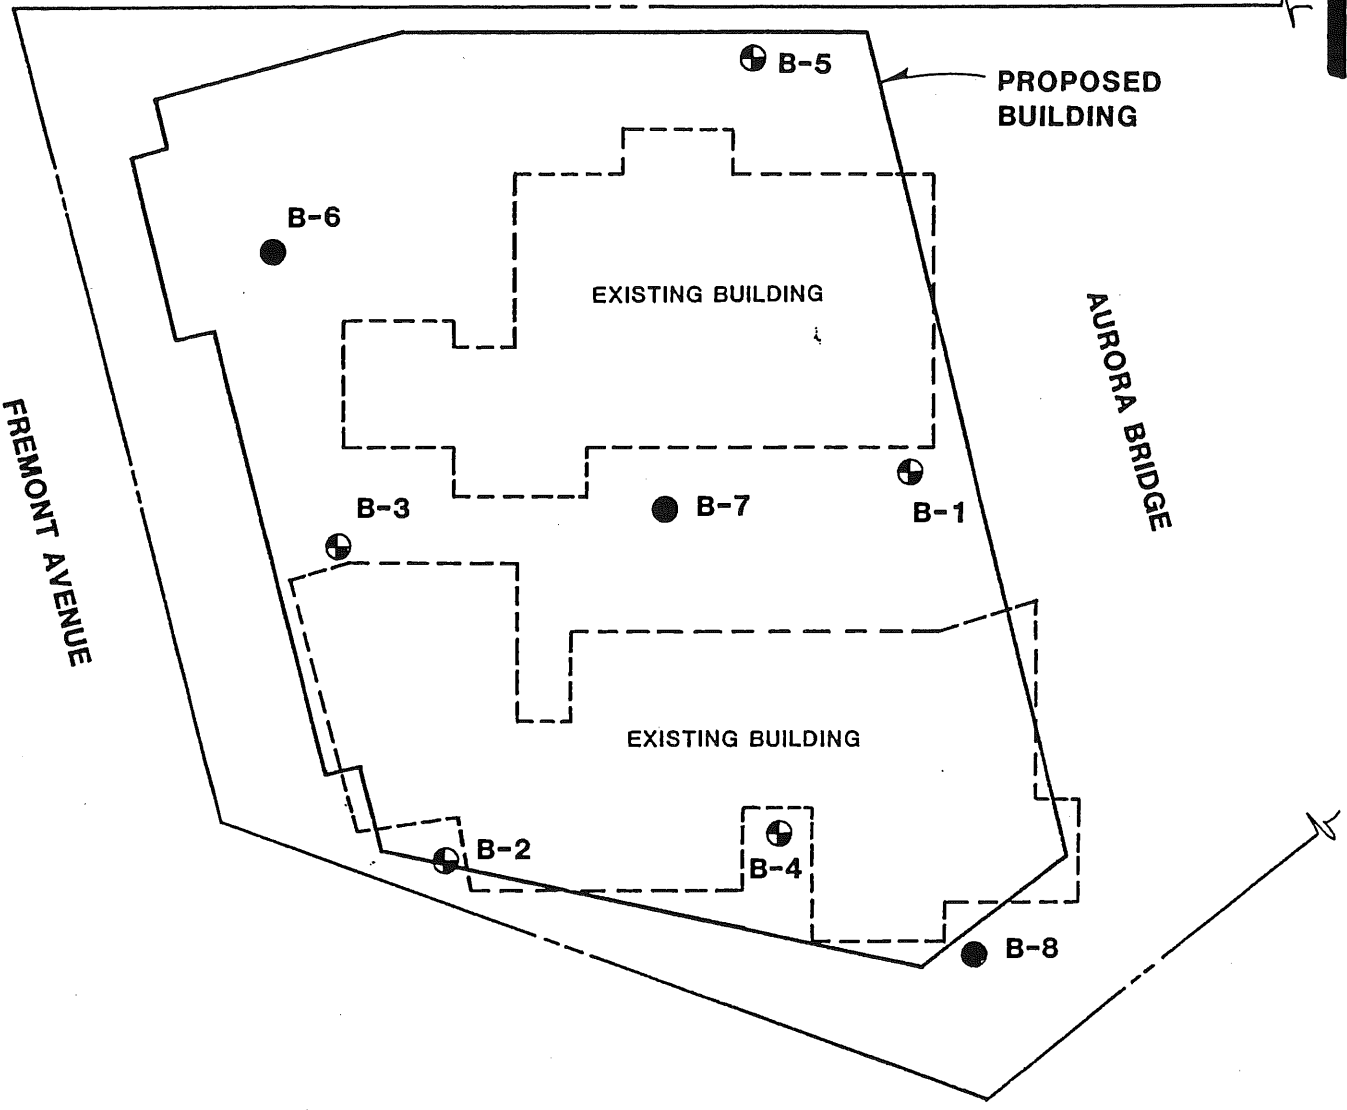 B-5
PROPOSED
BUILDING
B-6
EXISTING BUILDING
AURORA BRIDGE
FREMONT AVENUE
B-3
B-7
B-1
EXISTING BUILDING
B-2
B-4
B-8